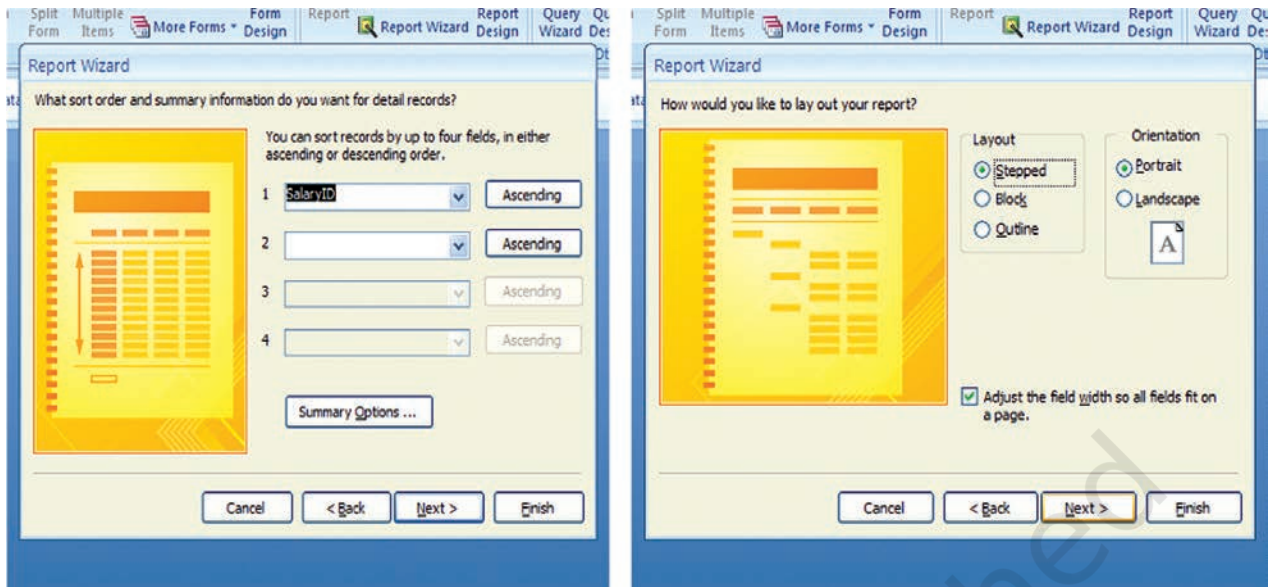 Split Multiple Form Report Report Query
Form Items More Forms Design Report Wizard Design Wizard
Report Wizard
What sort order and summary information do you want for detail records?
You can sort records by up to four fields, in either
ascending or descending order.
1 SalaryID Ascending
2 Ascending
3 Ascending
4 Ascending
Summary Options ...
Cancel < Back Next > Finish
Split Multiple Form Report Report Query
Form Items More Forms Design Report Wizard Design Wizard
Report Wizard
How would you like to lay out your report?
Layout Orientation
Stepped Portrait
Block Landscape
Outline
A
Adjust the field width so all fields fit on
a page.
Cancel < Back Next > Finish